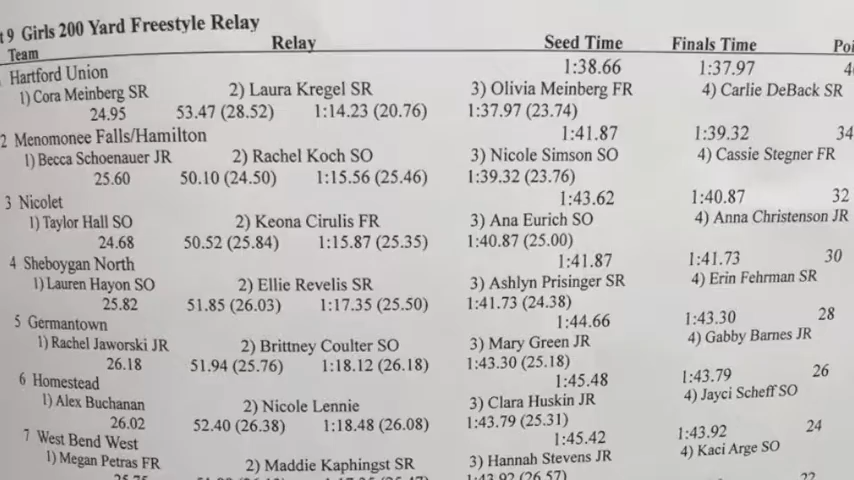 t 9 Girls 200 Yard Freestyle Relay
Team Relay Seed Time Finals Time Poi
Hartford Union 1:38.66 1:37.97 4
1) Cora Meinberg SR 2) Laura Kregel SR 3) Olivia Meinberg FR 4) Carlie DeBack SR
24.95 53.47 (28.52) 1:14.23 (20.76) 1:37.97 (23.74)
2 Menomonee Falls/Hamilton 1:41.87 1:39.32 34
1) Becca Schoenauer JR 2) Rachel Koch SO 3) Nicole Simson SO 4) Cassie Stegner FR
25.60 50.10 (24.50) 1:15.56 (25.46) 1:39.32 (23.76)
3 Nicolet 1:43.62 1:40.87 32
1) Taylor Hall SO 2) Keona Cirulis FR 3) Ana Eurich SO 4) Anna Christenson JR
24.68 50.52 (25.84) 1:15.87 (25.35) 1:40.87 (25.00)
4 Sheboygan North 1:41.87 1:41.73 30
1) Lauren Hayon SO 2) Ellie Revelis SR 3) Ashlyn Prisinger SR 4) Erin Fehrman SR
25.82 51.85 (26.03) 1:17.35 (25.50) 1:41.73 (24.38)
5 Germantown 1:44.66 1:43.30 28
1) Rachel Jaworski JR 2) Brittney Coulter SO 3) Mary Green JR 4) Gabby Barnes JR
26.18 51.94 (25.76) 1:18.12 (26.18) 1:43.30 (25.18)
6 Homestead 1:45.48 1:43.79 26
1) Alex Buchanan 2) Nicole Lennie 3) Clara Huskin JR 4) Jayci Scheff SO
26.02 52.40 (26.38) 1:18.48 (26.08) 1:43.79 (25.31)
7 West Bend West 1:45.42 1:43.92 24
1) Megan Petras FR 2) Maddie Kaphingst SR 3) Hannah Stevens JR 4) Kaci Arge SO
1:43.92 (26.57) 22